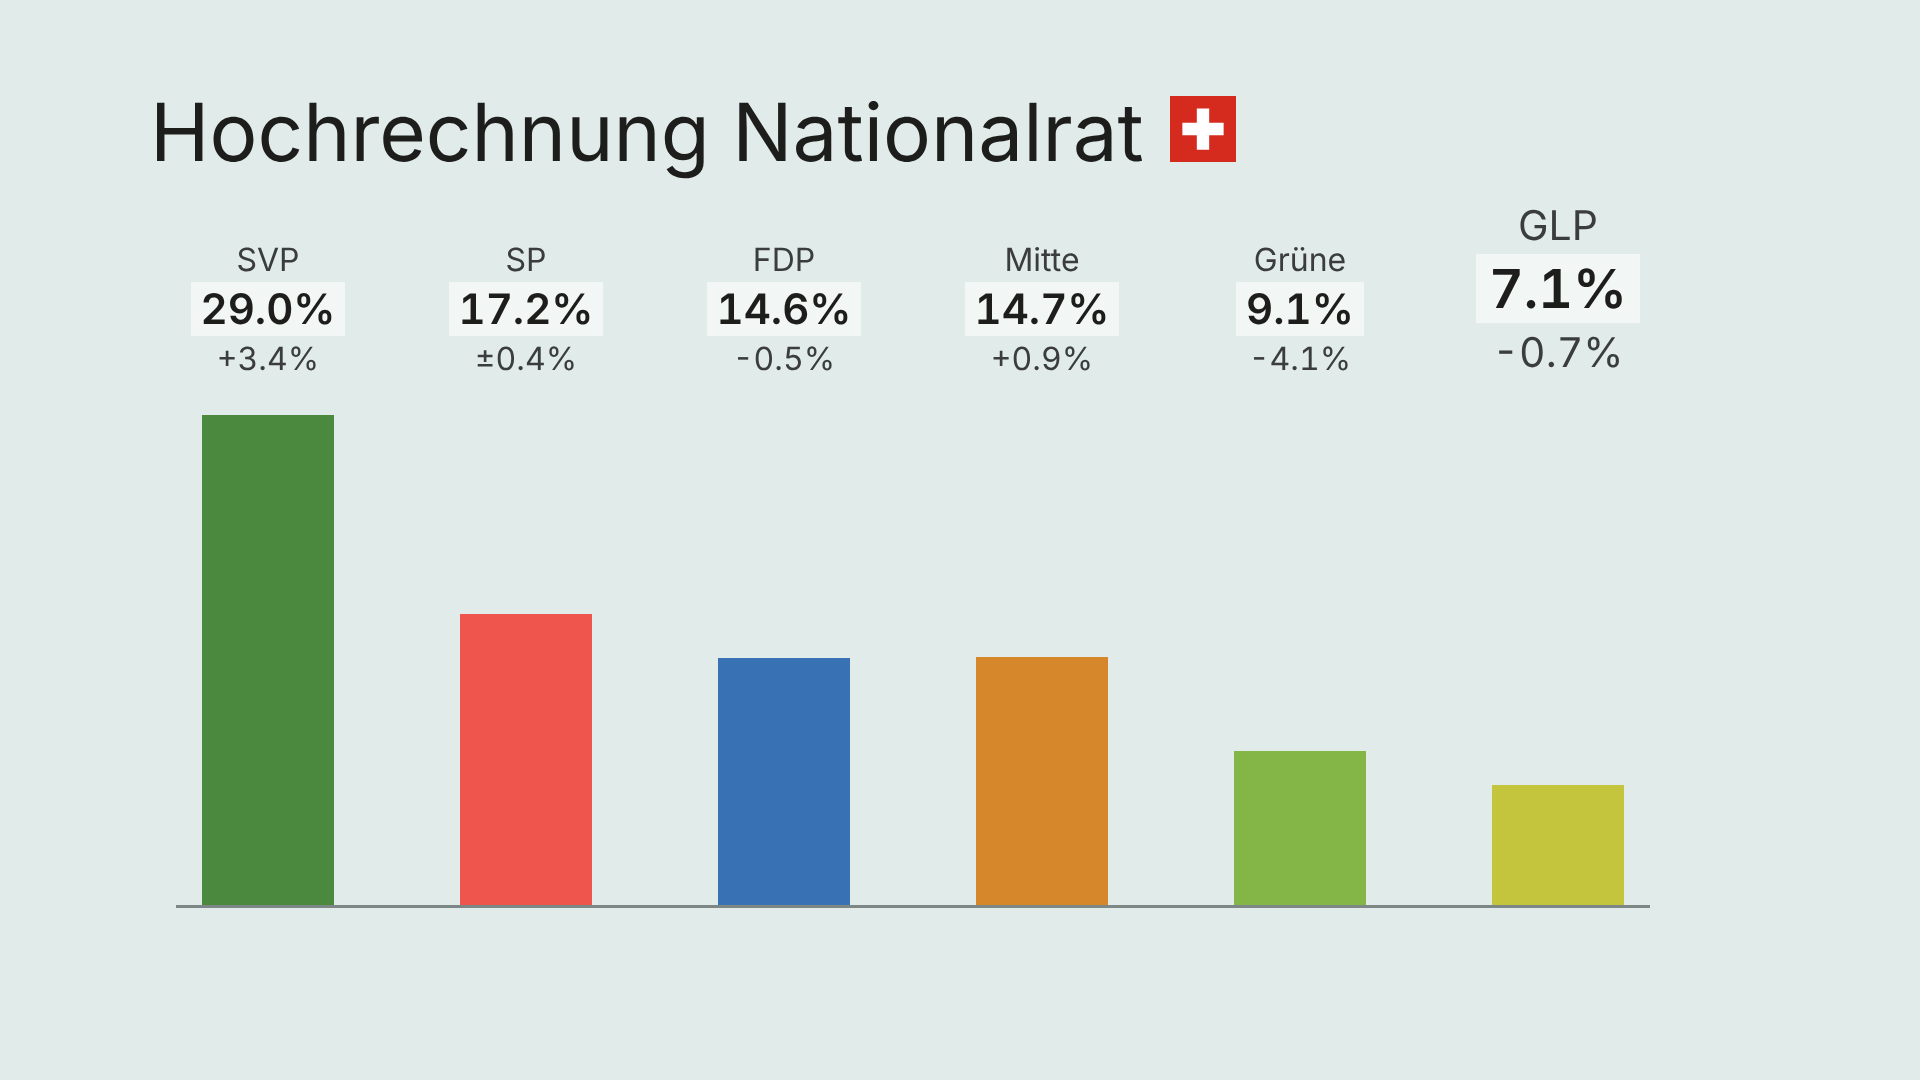 Hochrechnung Nationalrat
SVP
29.0%
+3.4%
SP
17.2%
±0.4%
FDP
14.6%
-0.5%
Mitte
14.7%
+0.9%
Grüne
9.1%
-4.1%
GLP
7.1%
-0.7%